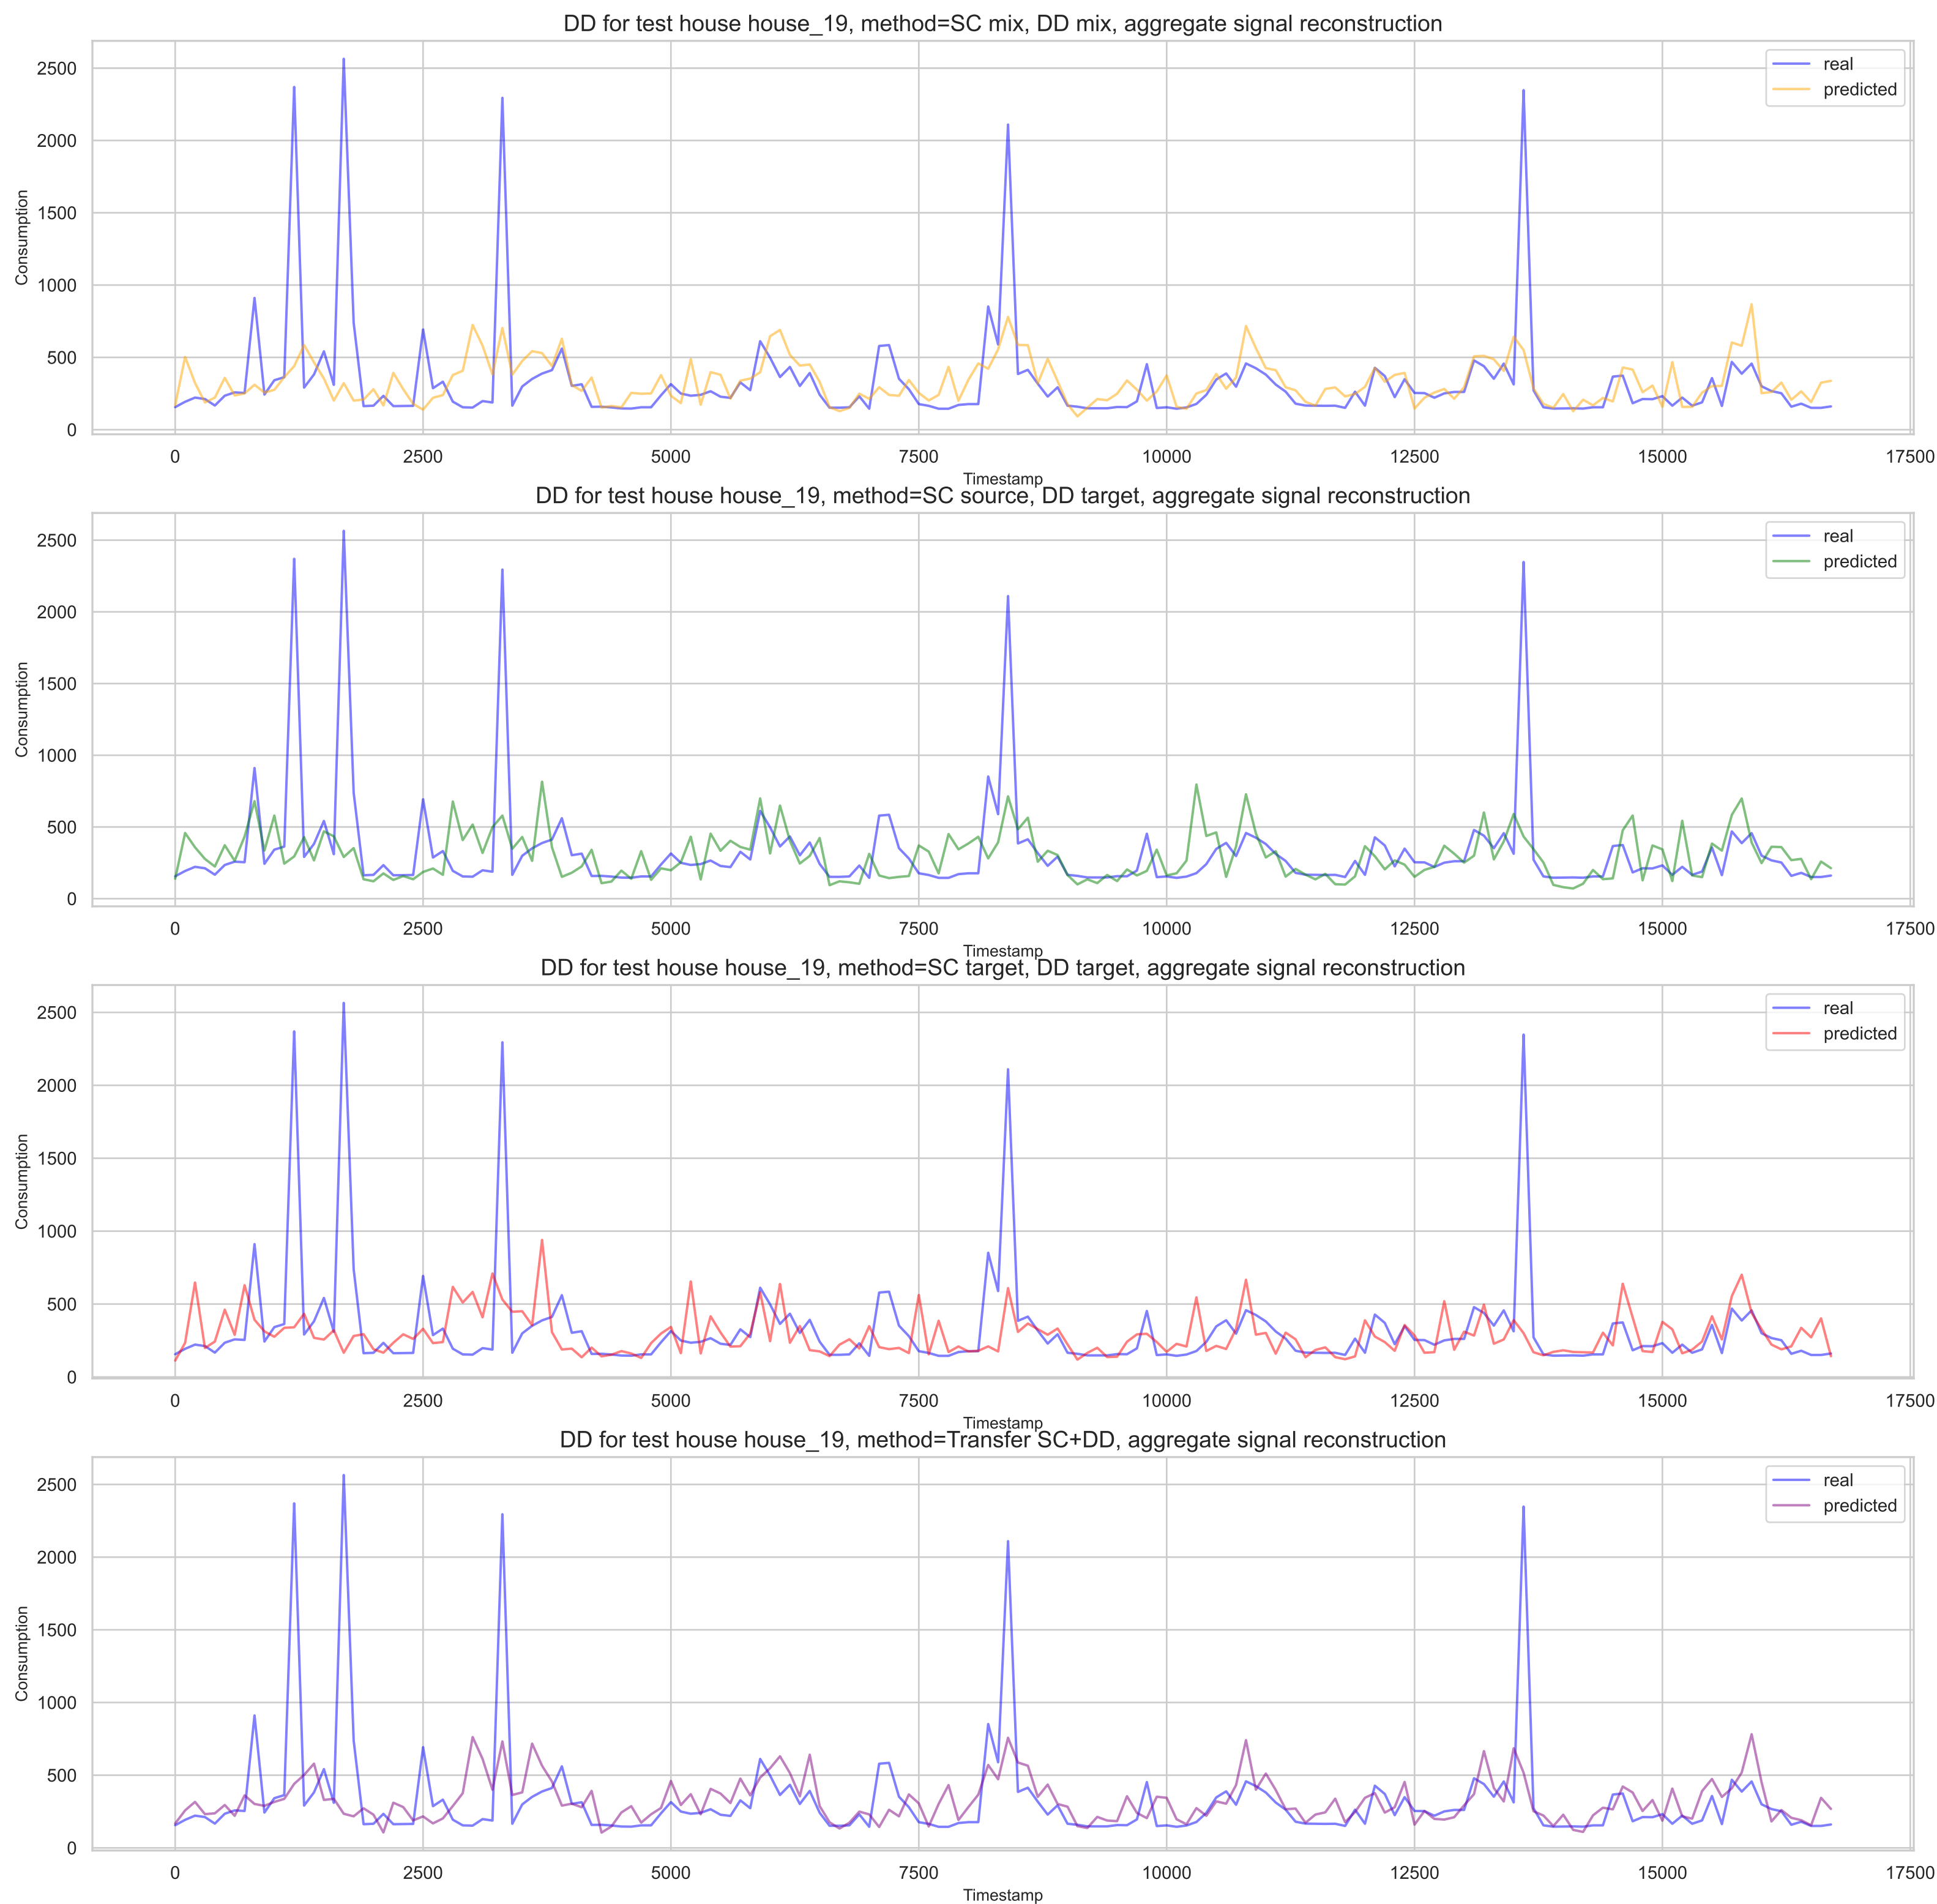 DD for test house house_19, method=SC mix, DD mix, aggregate signal reconstruction
2500
2000
1500
1000
500
0
Consumption
real
predicted
0 2500 5000 7500 10000 12500 15000 17500
Timestamp
DD for test house house_19, method=SC source, DD target, aggregate signal reconstruction
2500
2000
1500
1000
500
0
Consumption
real
predicted
0 2500 5000 7500 10000 12500 15000 17500
Timestamp
DD for test house house_19, method=SC target, DD target, aggregate signal reconstruction
2500
2000
1500
1000
500
0
Consumption
real
predicted
0 2500 5000 7500 10000 12500 15000 17500
Timestamp
DD for test house house_19, method=Transfer SC+DD, aggregate signal reconstruction
2500
2000
1500
1000
500
0
Consumption
real
predicted
0 2500 5000 7500 10000 12500 15000 17500
Timestamp